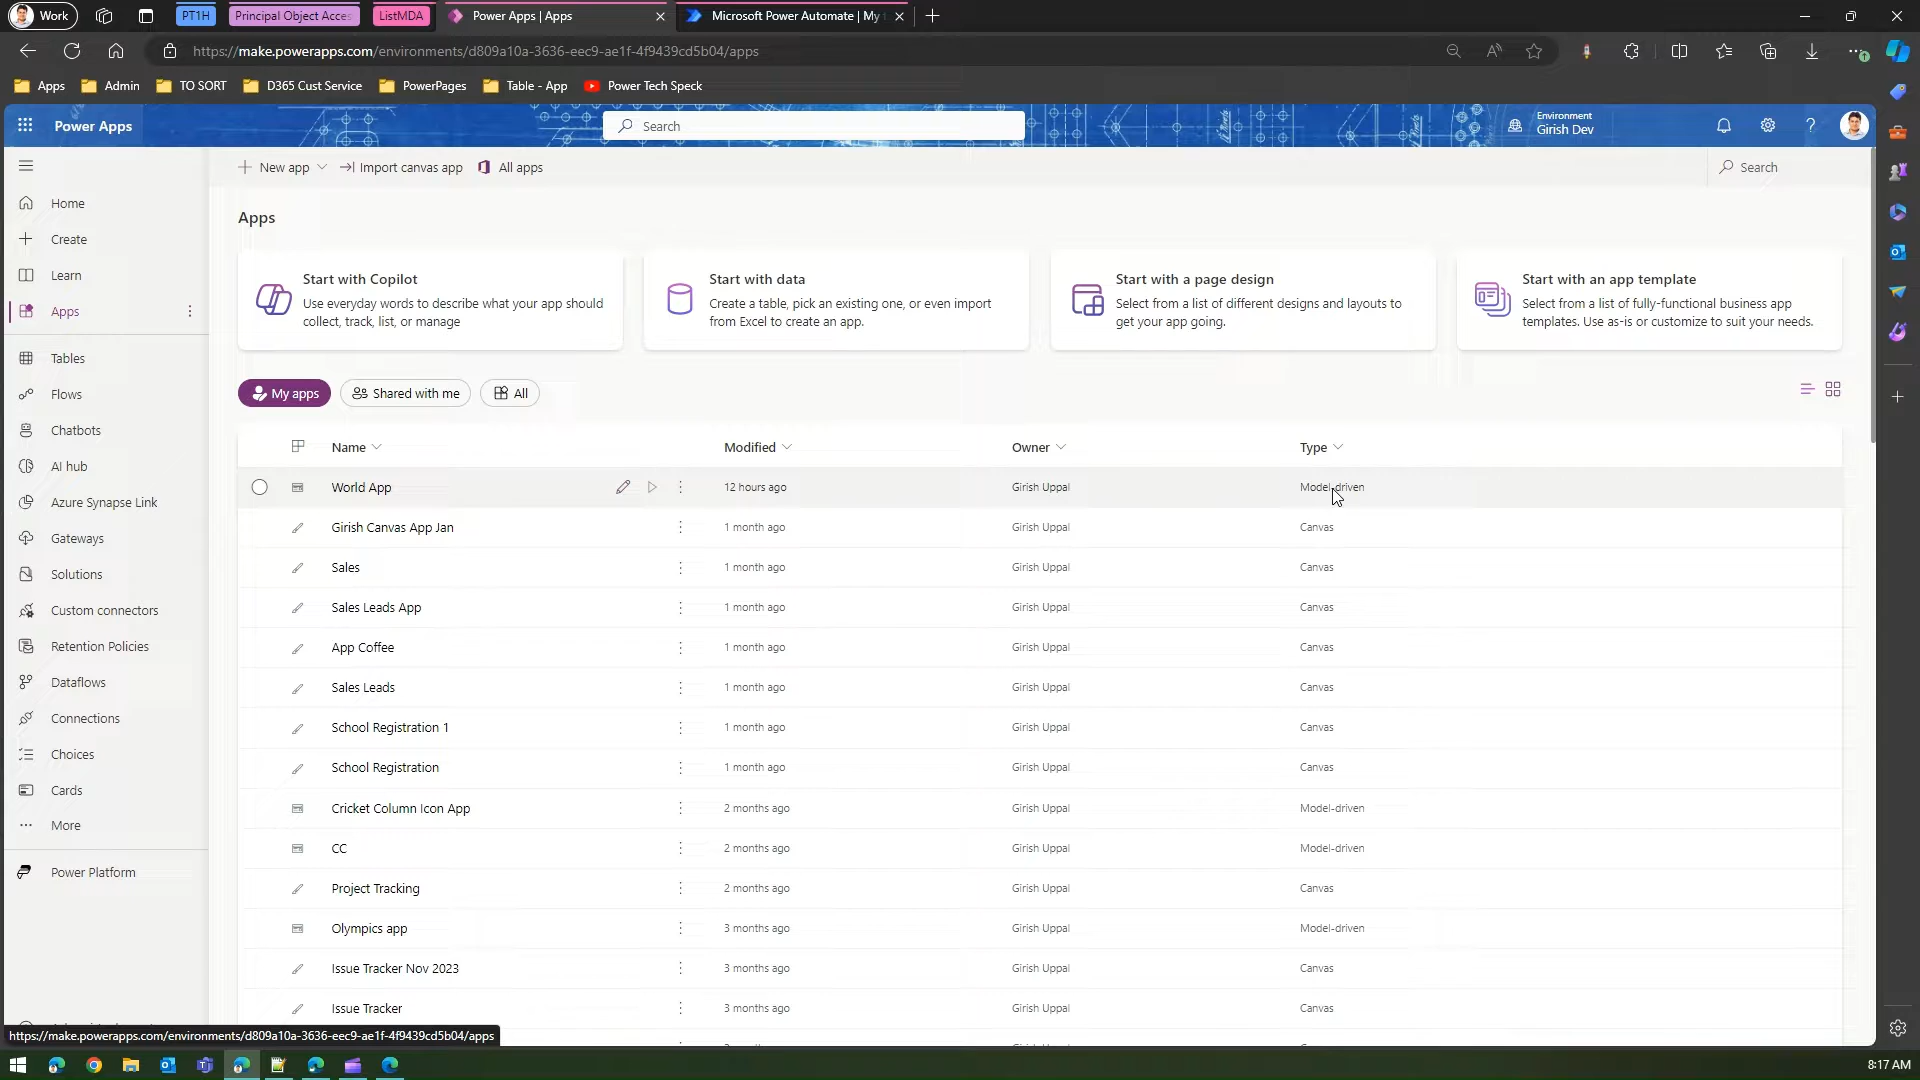 Work
PT1H
Principal Object Acces
ListMDA
Power Apps | Apps
Microsoft Power Automate | My
https://make.powerapps.com/environments/d809a10a-3636-eec9-ae1f-4f9439cd5b04/apps
Apps
Admin
TO SORT
D365 Cust Service
PowerPages
Table - App
Power Tech Speck
Power Apps
Search
Environment
Girish Dev
New app
Import canvas app
All apps
Search
Home
Create
Learn
Apps
Tables
Flows
Chatbots
AI hub
Azure Synapse Link
Gateways
Solutions
Custom connectors
Retention Policies
Dataflows
Connections
Choices
Cards
More
Power Platform
Apps
Start with Copilot
Use everyday words to describe what your app should
collect, track, list, or manage
Start with data
Create a table, pick an existing one, or even import
from Excel to create an app.
Start with a page design
Select from a list of different designs and layouts to
get your app going.
Start with an app template
Select from a list of fully-functional business app
templates. Use as-is or customize to suit your needs.
My apps
Shared with me
All
Name Modified Owner Type
World App 12 hours ago Girish Uppal Model-driven
Girish Canvas App Jan 1 month ago Girish Uppal Canvas
Sales 1 month ago Girish Uppal Canvas
Sales Leads App 1 month ago Girish Uppal Canvas
App Coffee 1 month ago Girish Uppal Canvas
Sales Leads 1 month ago Girish Uppal Canvas
School Registration 1 1 month ago Girish Uppal Canvas
School Registration 1 month ago Girish Uppal Canvas
Cricket Column Icon App 2 months ago Girish Uppal Model-driven
CC 2 months ago Girish Uppal Model-driven
Project Tracking 2 months ago Girish Uppal Canvas
Olympics app 3 months ago Girish Uppal Model-driven
Issue Tracker Nov 2023 3 months ago Girish Uppal Canvas
Issue Tracker 3 months ago Girish Uppal Canvas
https://make.powerapps.com/environments/d809a10a-3636-eec9-ae1f-4f9439cd5b04/apps
8:17 AM